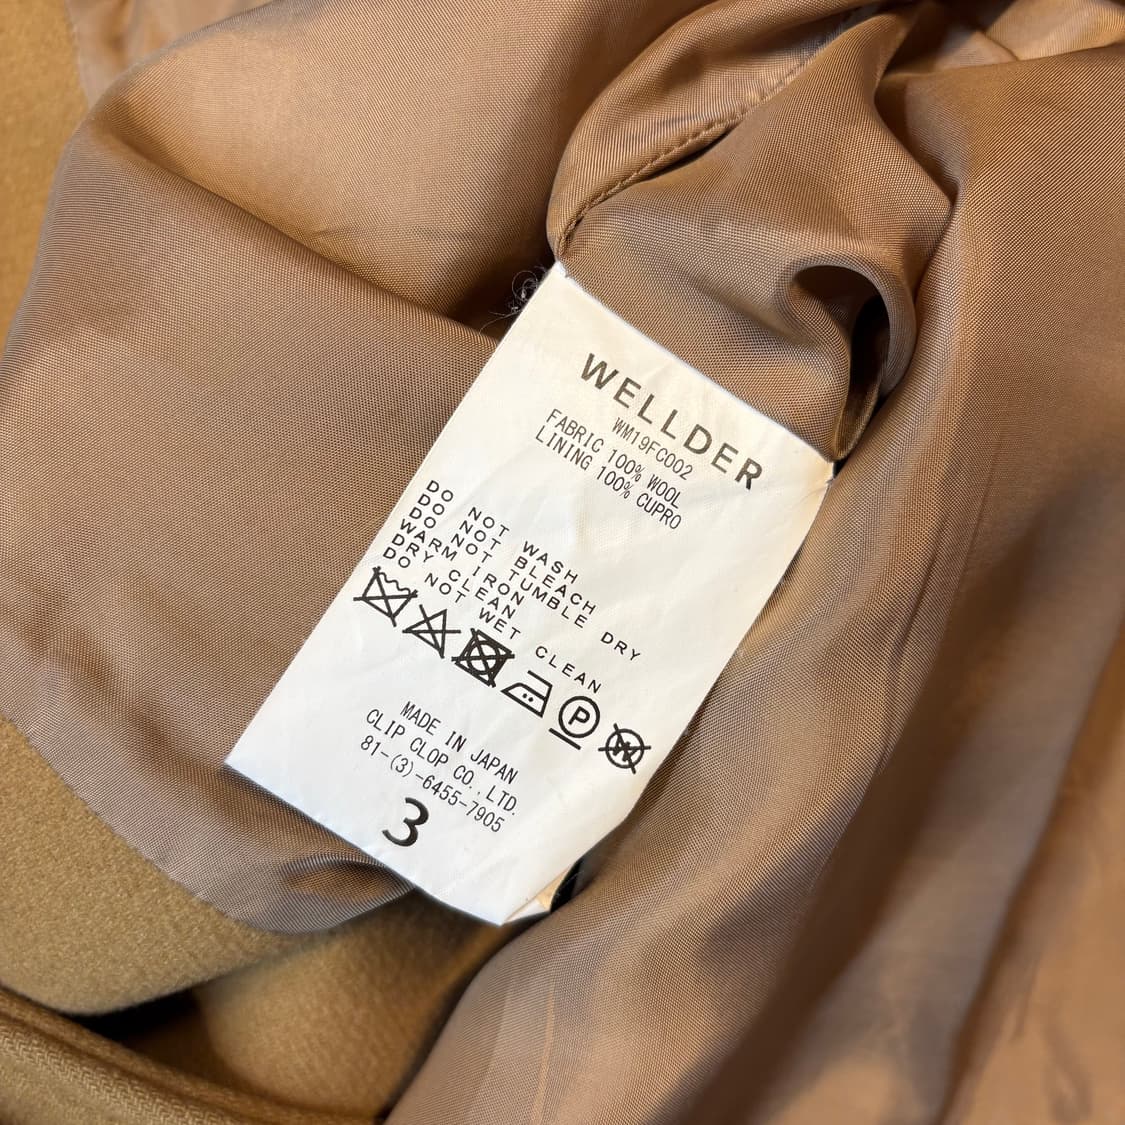 WELLDER
WM19FC002
FABRIC 100% WOOL
LINING 100% CUPRO
DO NOT WASH
DO NOT BLEACH
DO NOT TUMBLE DRY
WARM IRON
DRY CLEAN
DO NOT WET CLEAN
P
W
MADE IN JAPAN
CLIP CLOP CO., LTD.
81-(3)-6455-7905
3